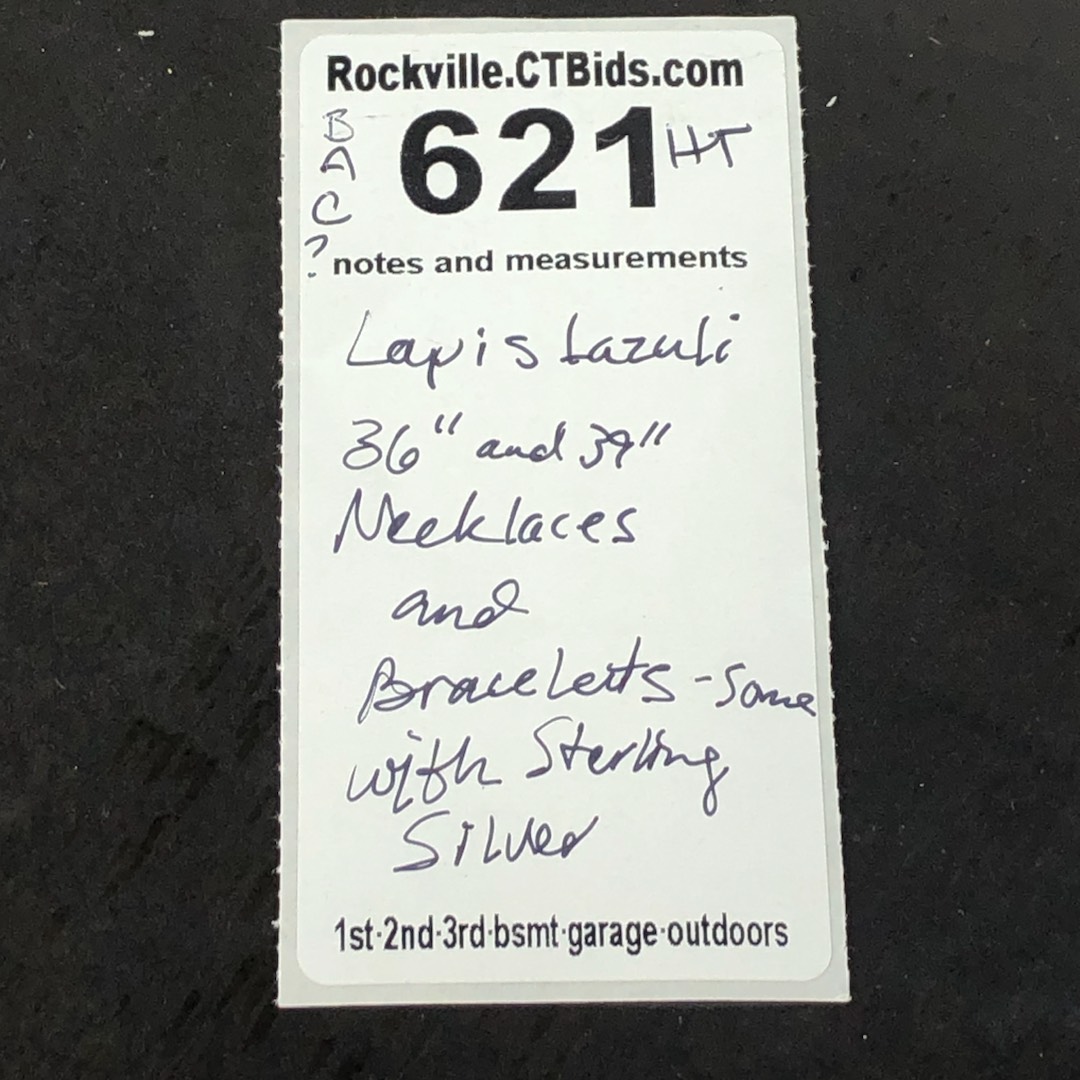 Rockville.CTBids.com
B
A
C
?
621 HT
notes and measurements
Lapis Lazuli
36" and 39"
Necklaces
and
Bracelets - Some
with Sterling
Silver
1st·2nd·3rd·bsmt·garage·outdoors